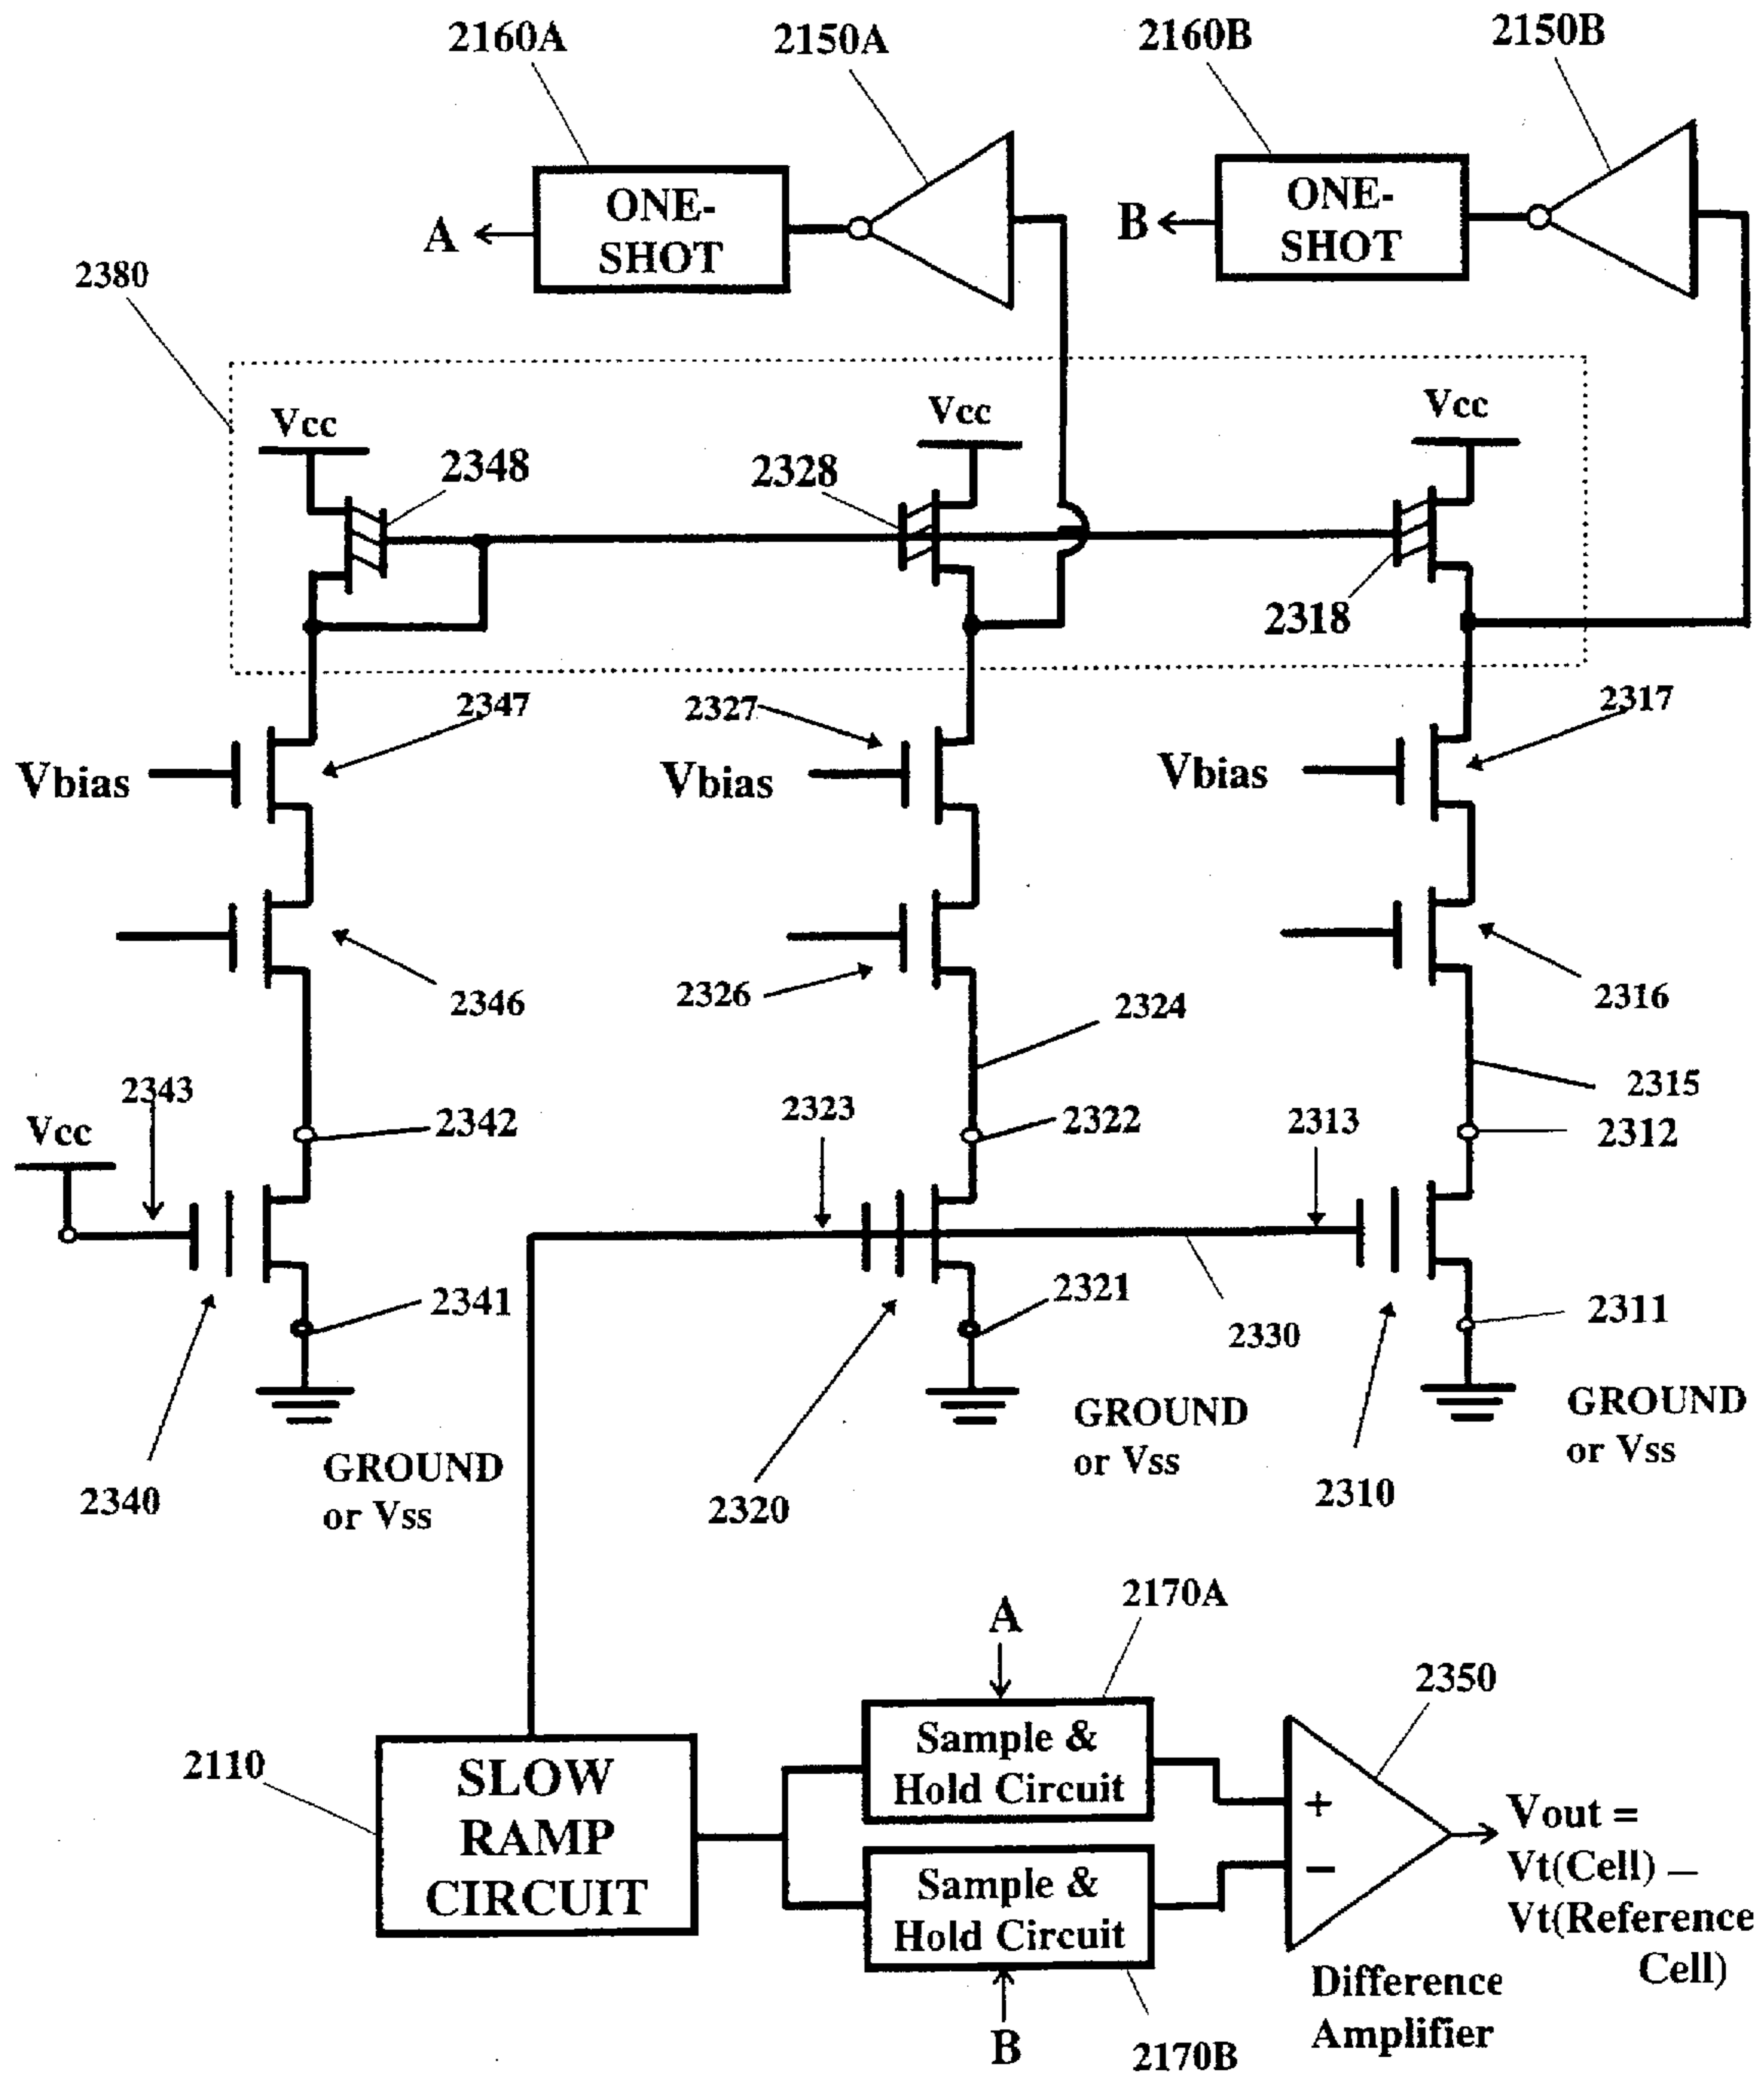 2160A
2150A
2160B
2150B
ONE-
SHOT
A
ONE-
SHOT
B
2380
Vcc
Vcc
Vcc
2348
2328
2318
2347
2327
2317
Vbias
Vbias
Vbias
2346
2326
2324
2316
2315
2343
Vcc
2342
2323
2322
2313
2312
2341
2321
2330
2311
GROUND
or Vss
GROUND
or Vss
GROUND
or Vss
2340
2320
2310
A
2170A
2350
2110
SLOW
RAMP
CIRCUIT
Sample &
Hold Circuit
+
Sample &
Hold Circuit
–
Vout =
Vt(Cell) –
Vt(Reference
Cell)
Difference
Amplifier
B
2170B